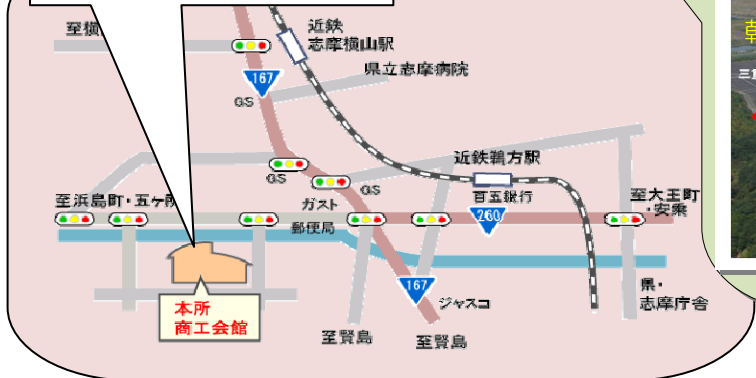 近鉄
志摩横山駅
至横
県立志摩病院
167
GS
近鉄鵜方駅
GS
GS
百五銀行
至浜島町・五ヶ所
ガスト
至大王町
・安乗
260
郵便局
167
ジャスコ
県・
志摩庁舎
本所
商工会館
至賢島
至賢島